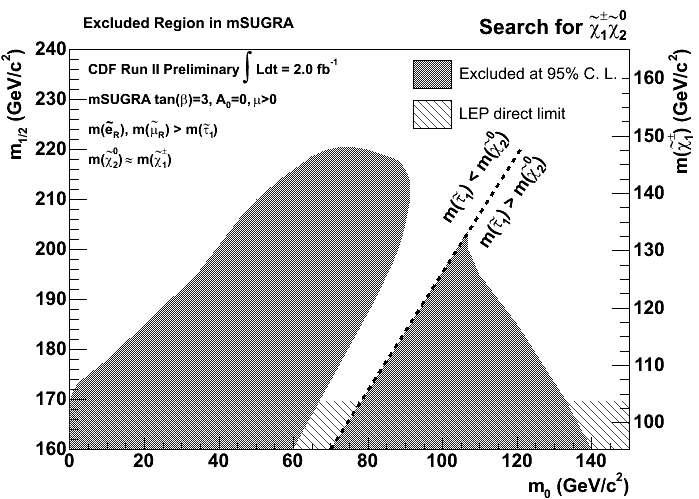 Excluded Region in mSUGRA
Search for χ̃₁±χ̃₂⁰
CDF Run II Preliminary ∫ Ldt = 2.0 fb⁻¹
mSUGRA tan(β)=3, A₀=0, μ>0
m(ẽ_R), m(μ̃_R) > m(τ̃₁)
m(χ̃₂⁰) ≈ m(χ̃₁±)
Excluded at 95% C. L.
LEP direct limit
m(τ̃₁) < m(χ̃₂⁰)
m(τ̃₁) > m(χ̃₂⁰)
m₁/₂ (GeV/c²)
240
230
220
210
200
190
180
170
160
m(χ̃₁±) (GeV/c²)
160
150
140
130
120
110
100
0 20 40 60 80 100 120 140
m₀ (GeV/c²)